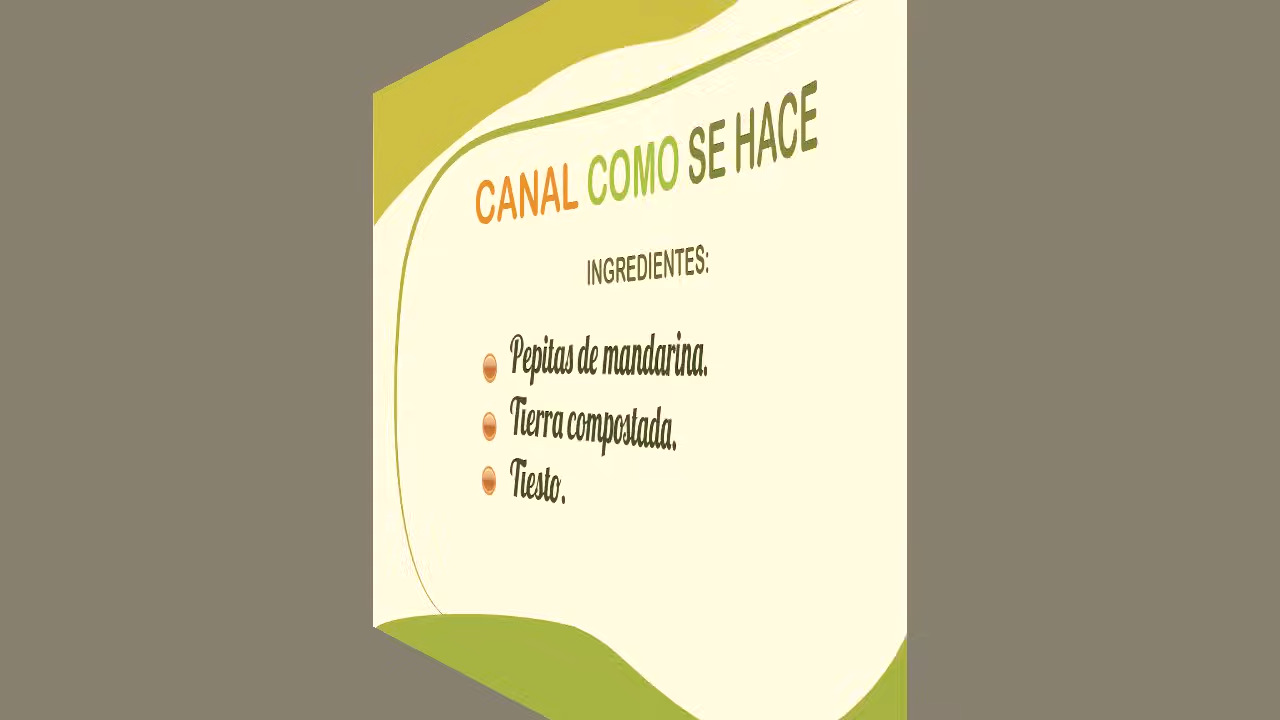 CANAL COMO SE HACE
INGREDIENTES:
Pepitas de mandarina.
Tierra compostada.
Tiesto.